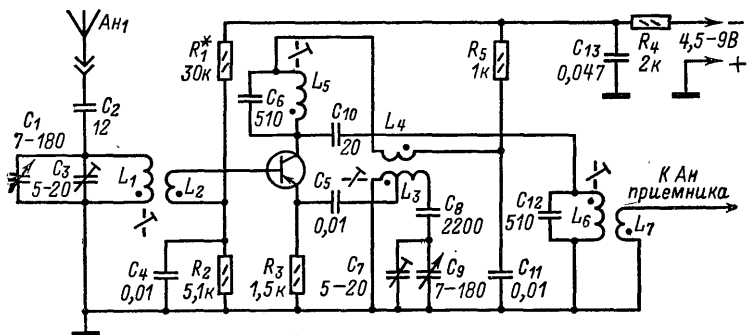 Ан1
R1*
30к
R5
1к
C13
0,047
R4
2к
4,5–9В
−
+
C2
12
C6
510
L5
C10
20
L4
C1
7–180
C3
5–20
L1
L2
C5
0,01
L3
C8
2200
C12
510
L6
L7
К Ан
приемника
C4
0,01
R2
5,1к
R3
1,5к
C7
5–20
C9
7–180
C11
0,01